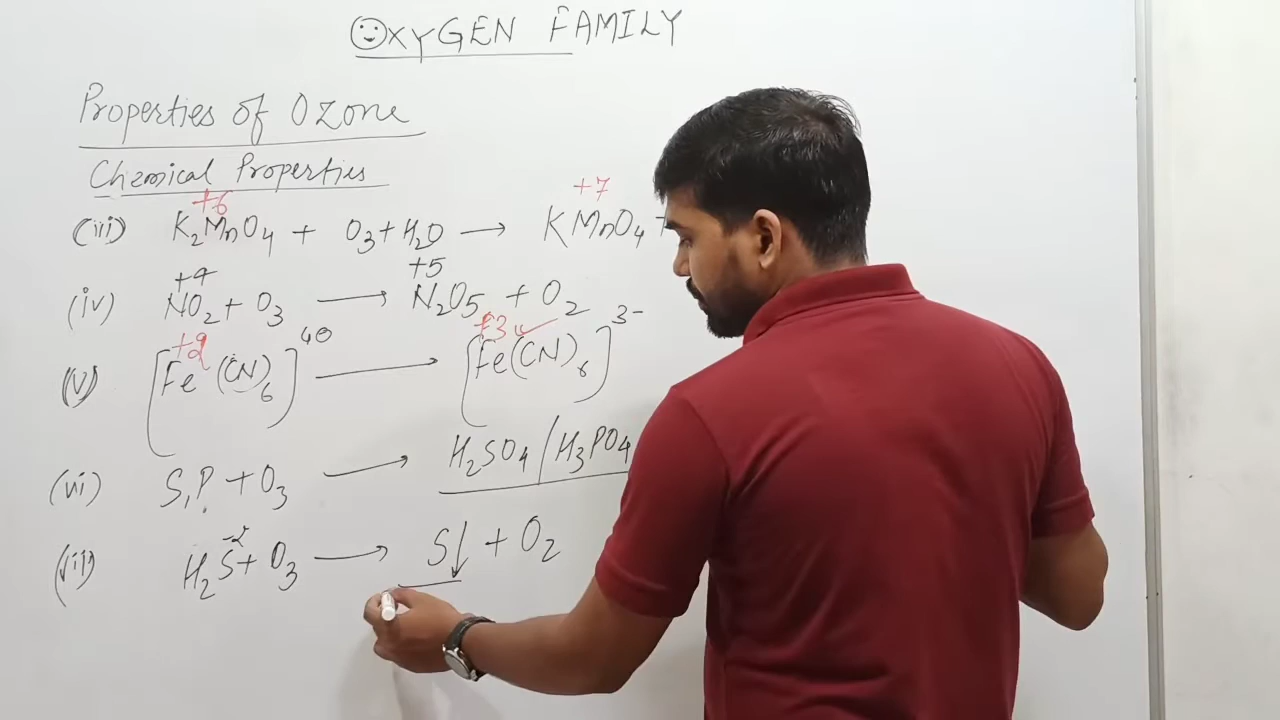 ☺XYGEN FAMILY
Properties of Ozone
Chemical Properties
+6 +7
(iii) K₂MnO₄ + O₃ + H₂O → KMnO₄ +
+4 +5
(iv) NO₂ + O₃ → N₂O₅ + O₂
+2 +3 ✓
(v) [Fe(CN)₆]⁴⊖ → [Fe(CN)₆]³⁻
(vi) S, P + O₃ → H₂SO₄ / H₃PO₄
-2
(vii) H₂S + O₃ → S↓ + O₂